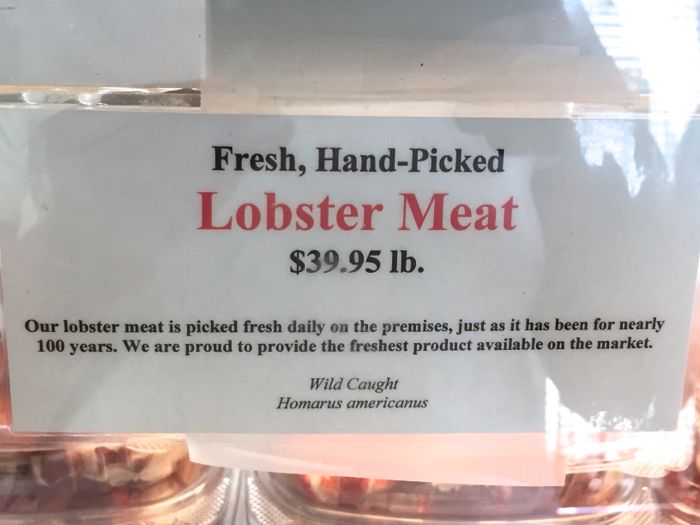 Fresh, Hand-Picked
Lobster Meat
$39.95 lb.
Our lobster meat is picked fresh daily on the premises, just as it has been for nearly
100 years. We are proud to provide the freshest product available on the market.
Wild Caught
Homarus americanus